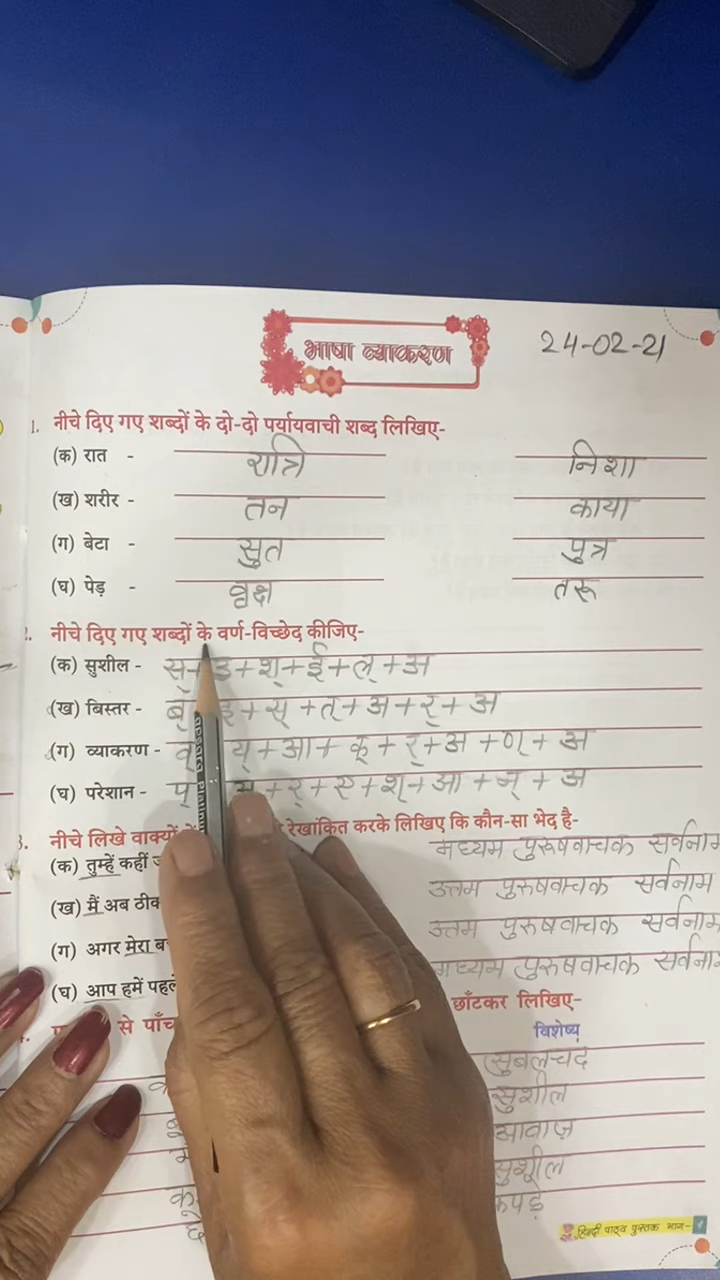 भाषा व्याकरण
24-02-21
1. नीचे दिए गए शब्दों के दो-दो पर्यायवाची शब्द लिखिए-
(क) रात - रात्रि निशा
(ख) शरीर - तन काया
(ग) बेटा - सुत पुत्र
(घ) पेड़ - वृक्ष तरू
2. नीचे दिए गए शब्दों के वर्ण-विच्छेद कीजिए-
(क) सुशील - स्+उ+श्+ई+ल्+अ
(ख) बिस्तर - ब् इ+स्+त्+अ+र्+अ
(ग) व्याकरण - व् य्+आ+क्+र्+अ+ण्+अ
(घ) परेशान - प् अ+र्+ए+श्+आ+न्+अ
3. नीचे लिखे वाक्यों रेखांकित करके लिखिए कि कौन-सा भेद है-
(क) तुम्हें कहीं मध्यम पुरूषवाचक सर्वनाम
(ख) मैं अब ठीक उत्तम पुरूषवाचक सर्वनाम
(ग) अगर मेरा उत्तम पुरूषवाचक सर्वनाम
(घ) आप हमें पहले मध्यम पुरूषवाचक सर्वनाम
से पाँच छाँटकर लिखिए-
विशेष्य
सुबलचंद
सुशील
आवाज़
सुशील
कपड़े
हिन्दी पाठ्य पुस्तक भाग-